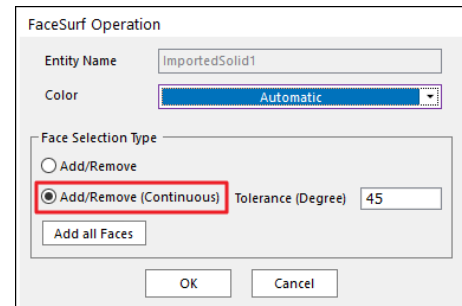 FaceSurf Operation
Entity Name ImportedSolid1
Color Automatic
Face Selection Type
Add/Remove
Add/Remove (Continuous) Tolerance (Degree) 45
Add all Faces
OK Cancel